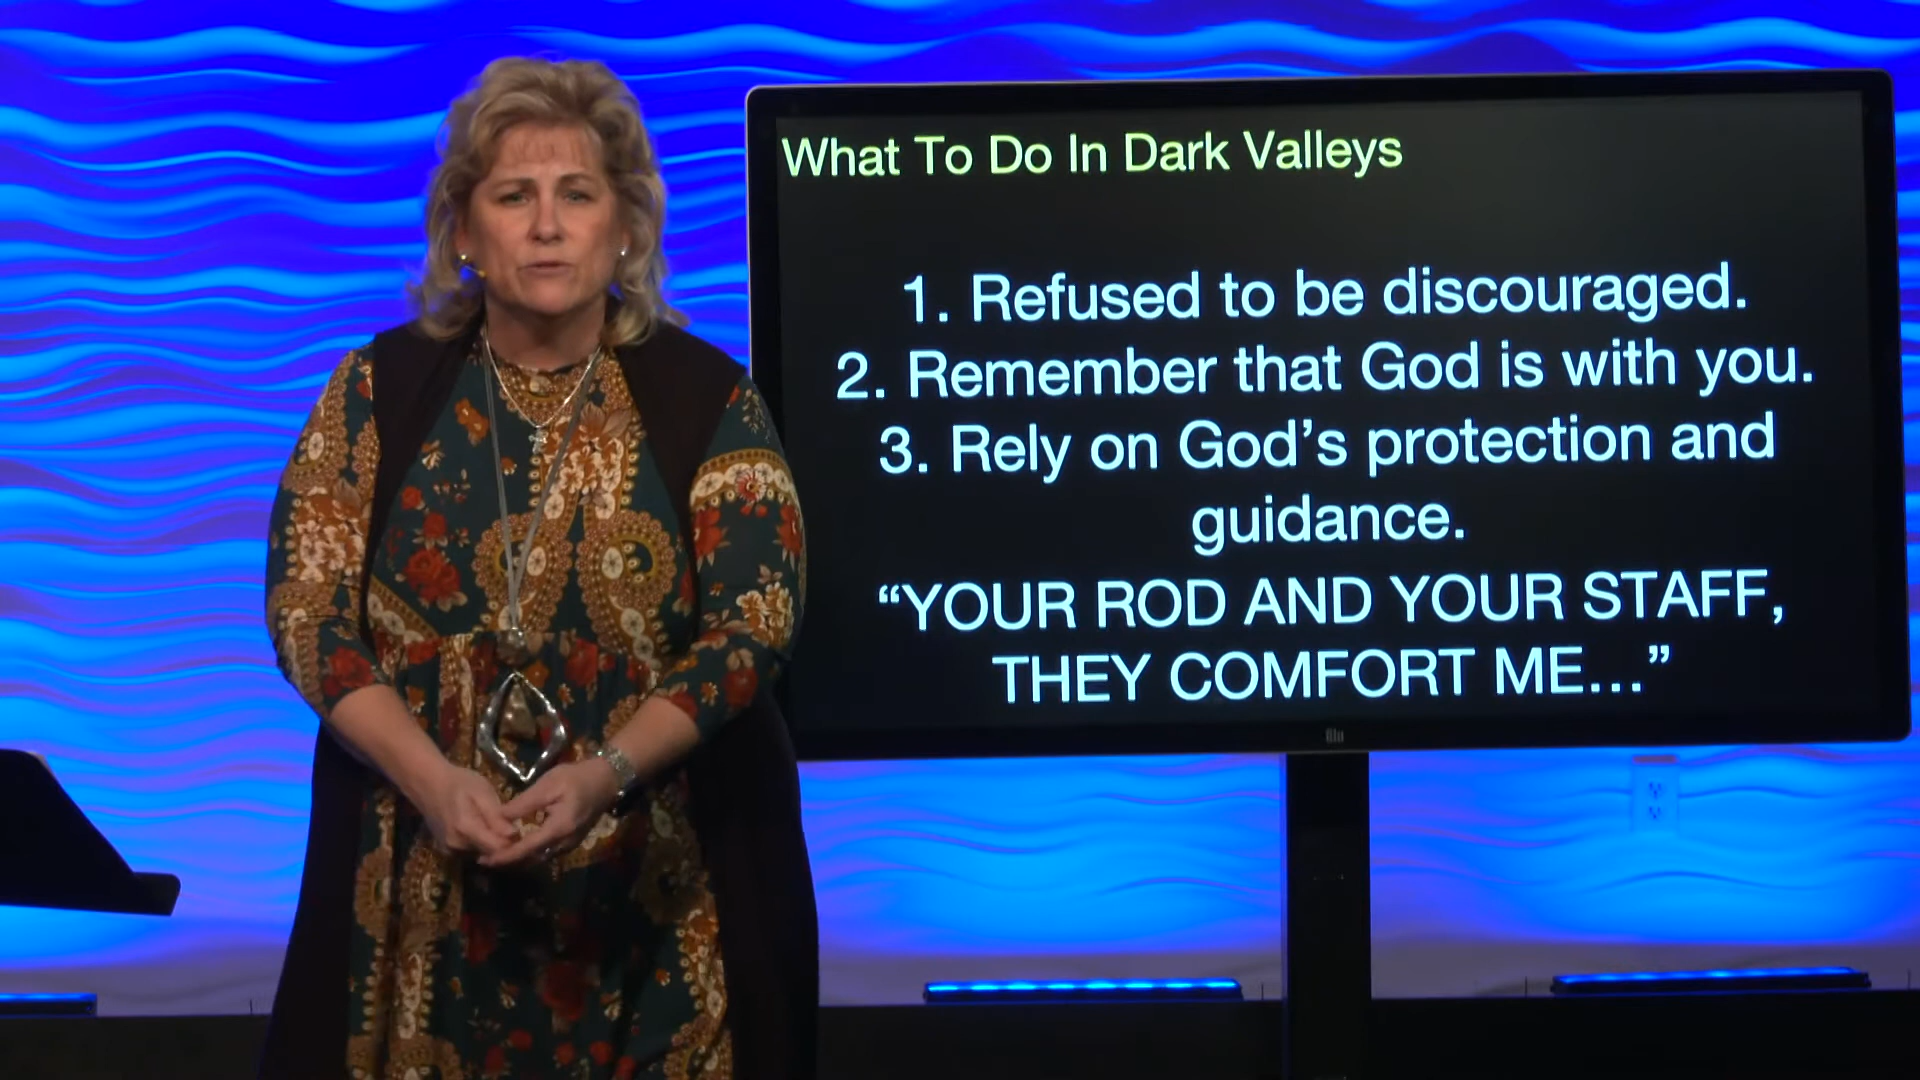 What To Do In Dark Valleys
1. Refused to be discouraged.
2. Remember that God is with you.
3. Rely on God’s protection and
guidance.
“YOUR ROD AND YOUR STAFF,
THEY COMFORT ME...”
elo